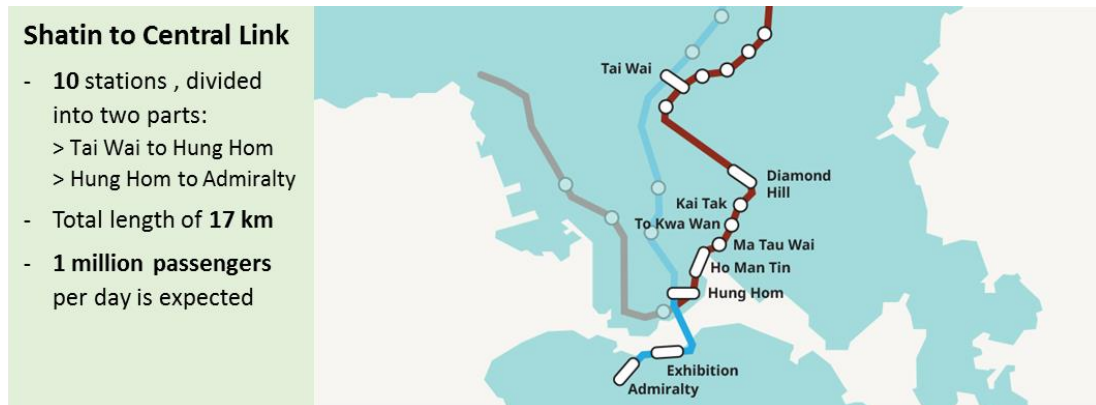 Shatin to Central Link
- 10 stations , divided
into two parts:
> Tai Wai to Hung Hom
> Hung Hom to Admiralty
- Total length of 17 km
- 1 million passengers
per day is expected
Tai Wai
Diamond
Hill
Kai Tak
To Kwa Wan
Ma Tau Wai
Ho Man Tin
Hung Hom
Exhibition
Admiralty